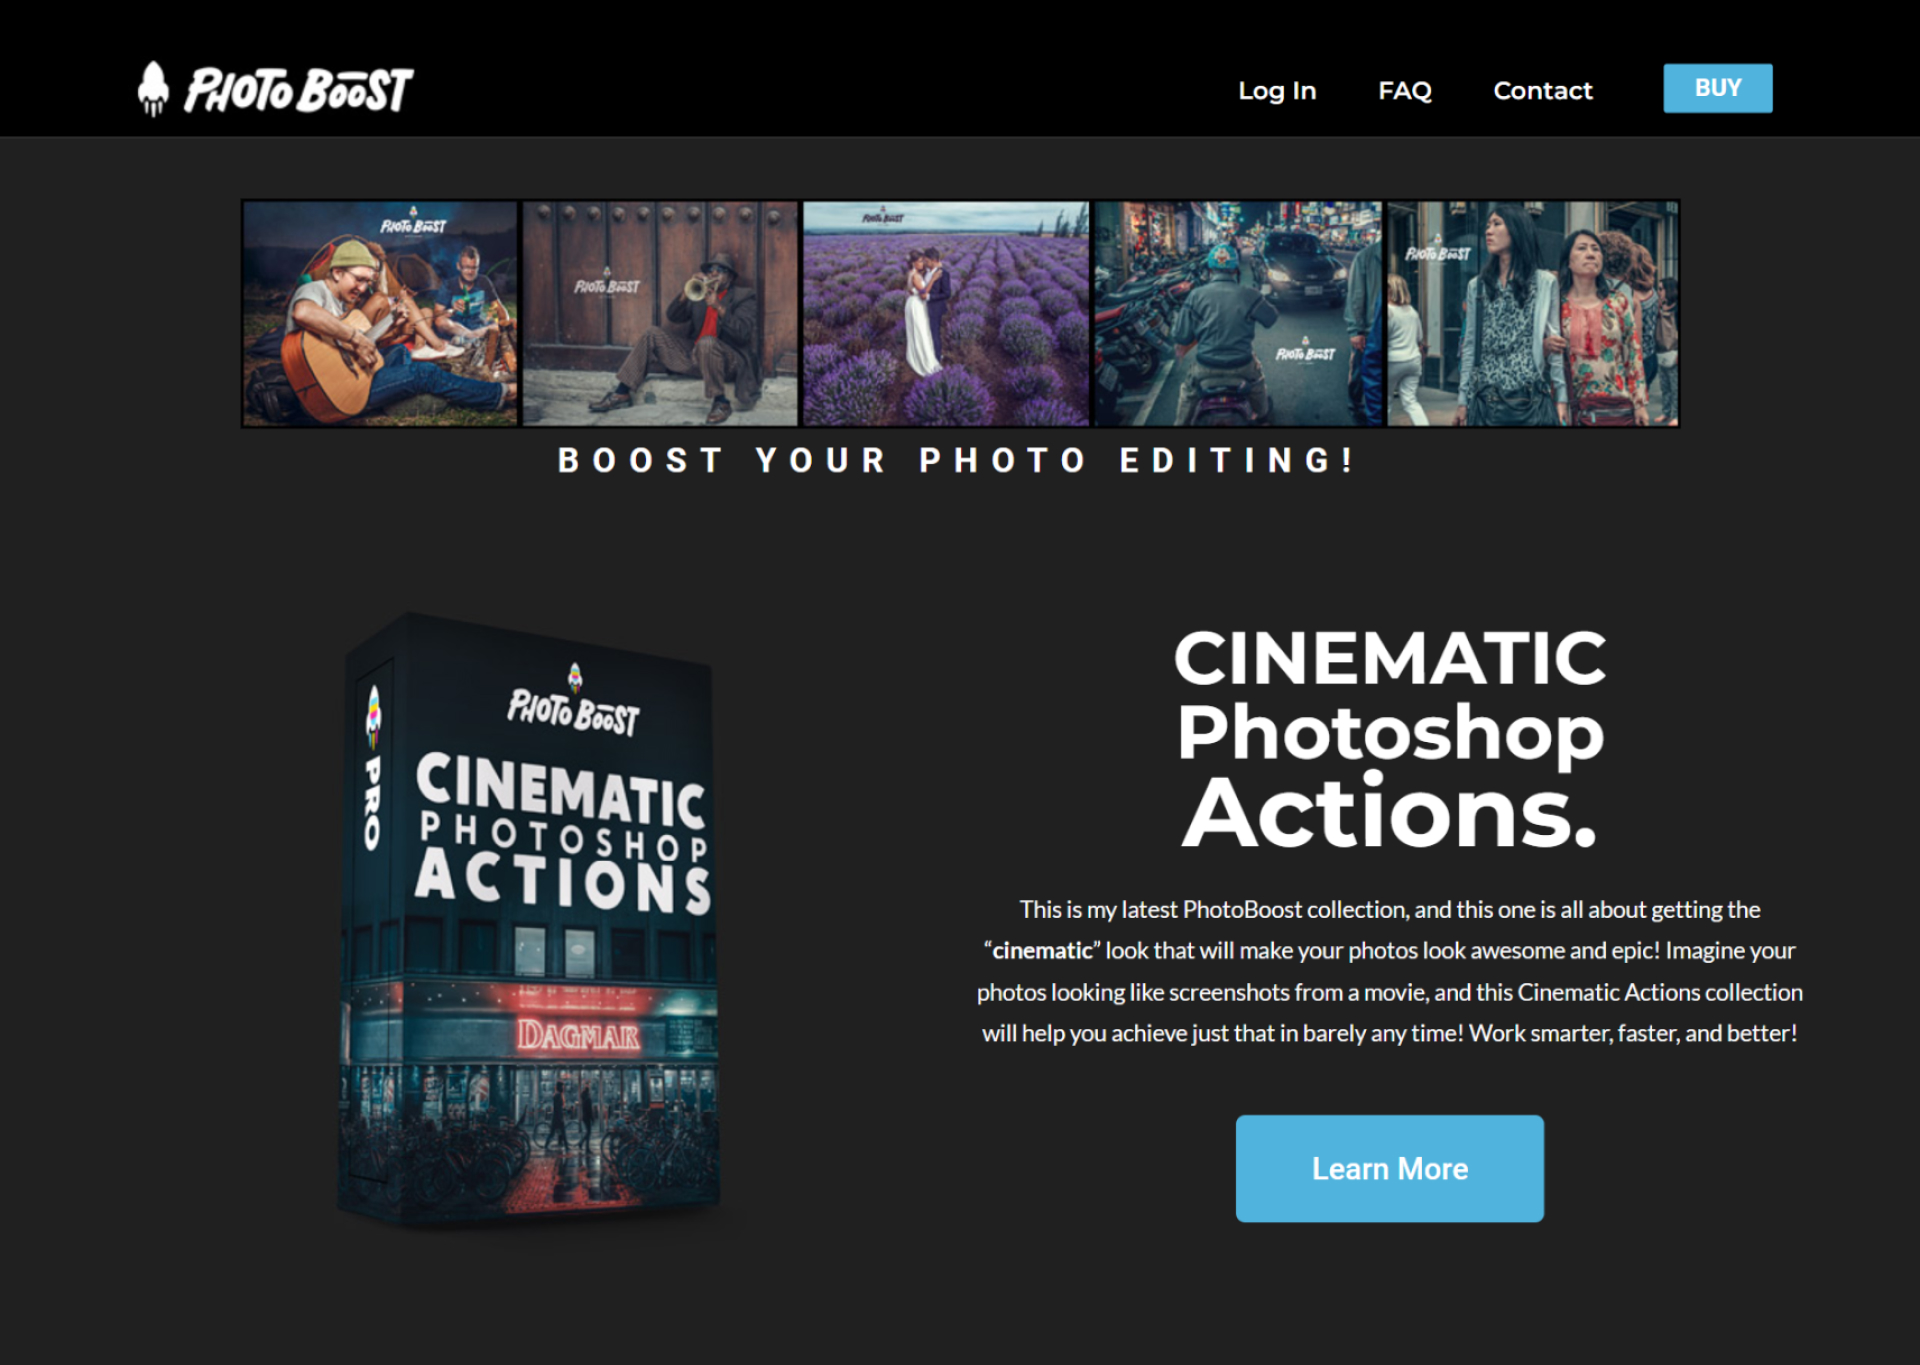 PHOTO BOOST
Log In
FAQ
Contact
BUY
PHOTO BOOST
PHOTO BOOST
PHOTO BOOST
PHOTO BOOST
PHOTO BOOST
BOOST YOUR PHOTO EDITING!
PRO
PHOTO BOOST
CINEMATIC
PHOTOSHOP
ACTIONS
DAGMAR
CINEMATIC
Photoshop
Actions.
This is my latest PhotoBoost collection, and this one is all about getting the
“cinematic” look that will make your photos look awesome and epic! Imagine your
photos looking like screenshots from a movie, and this Cinematic Actions collection
will help you achieve just that in barely any time! Work smarter, faster, and better!
Learn More